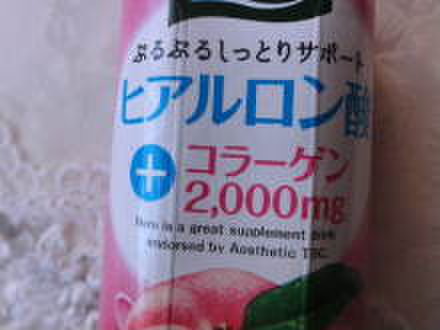 ぷるぷるしっとりサポート
ヒアルロン酸
+ コラーゲン
2,000mg
Here is a great supplement drink
endorsed by Aesthetic TBC.